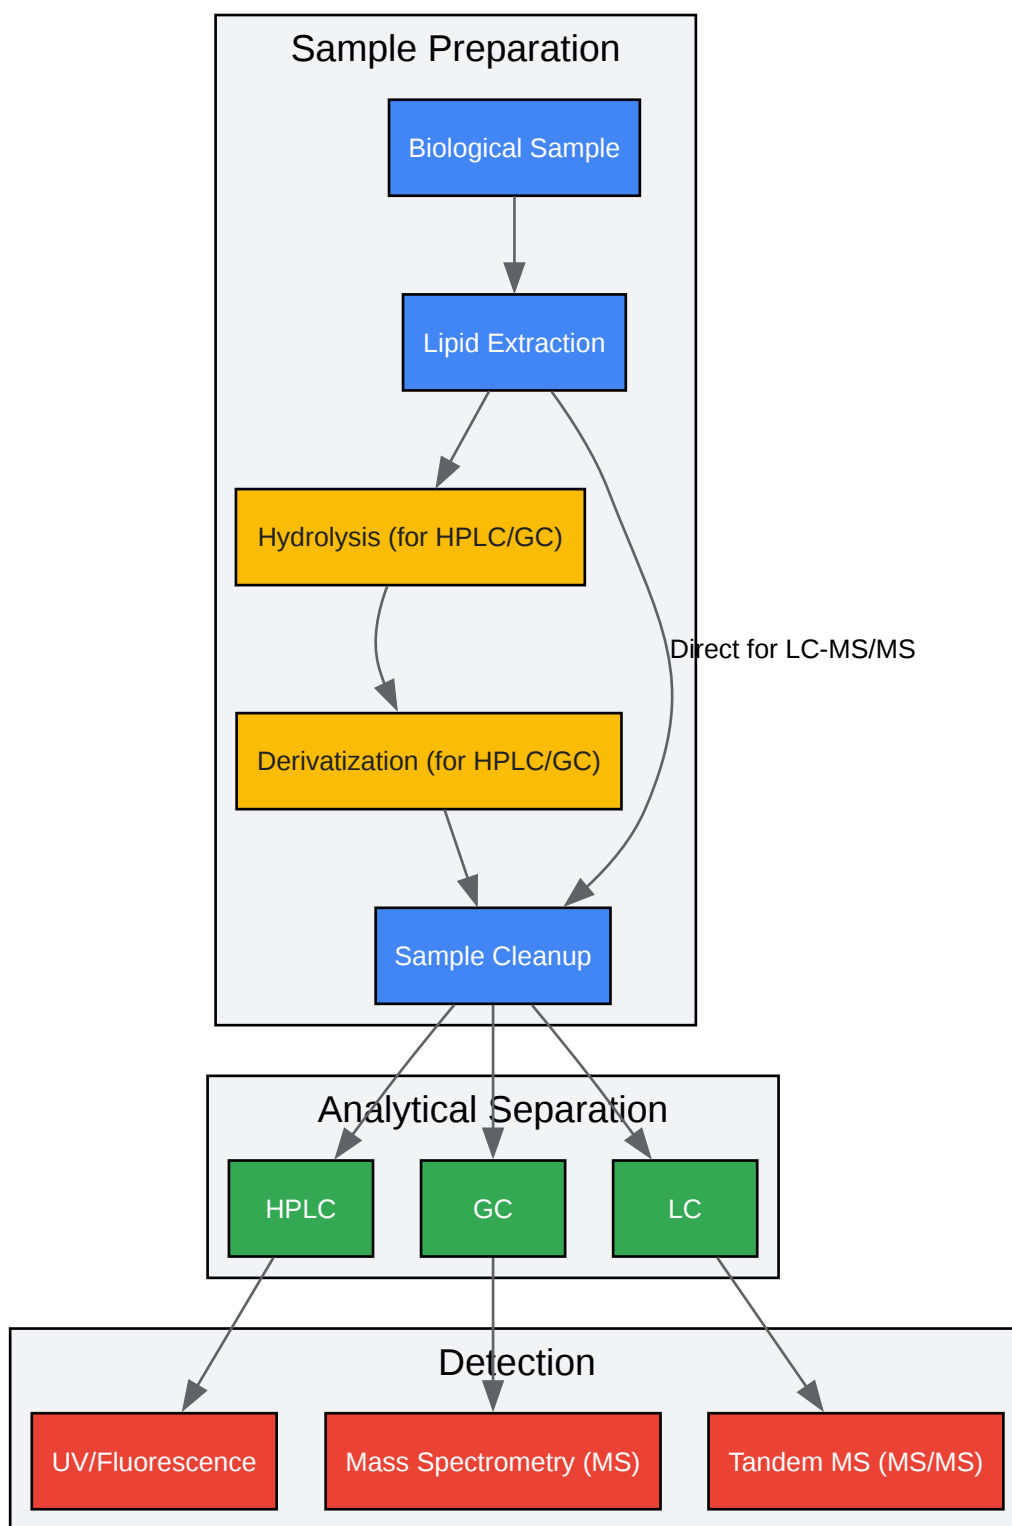 Sample Preparation
Biological Sample
Lipid Extraction
Hydrolysis (for HPLC/GC)
Direct for LC-MS/MS
Derivatization (for HPLC/GC)
Sample Cleanup
Analytical Separation
HPLC
GC
LC
Detection
UV/Fluorescence
Mass Spectrometry (MS)
Tandem MS (MS/MS)